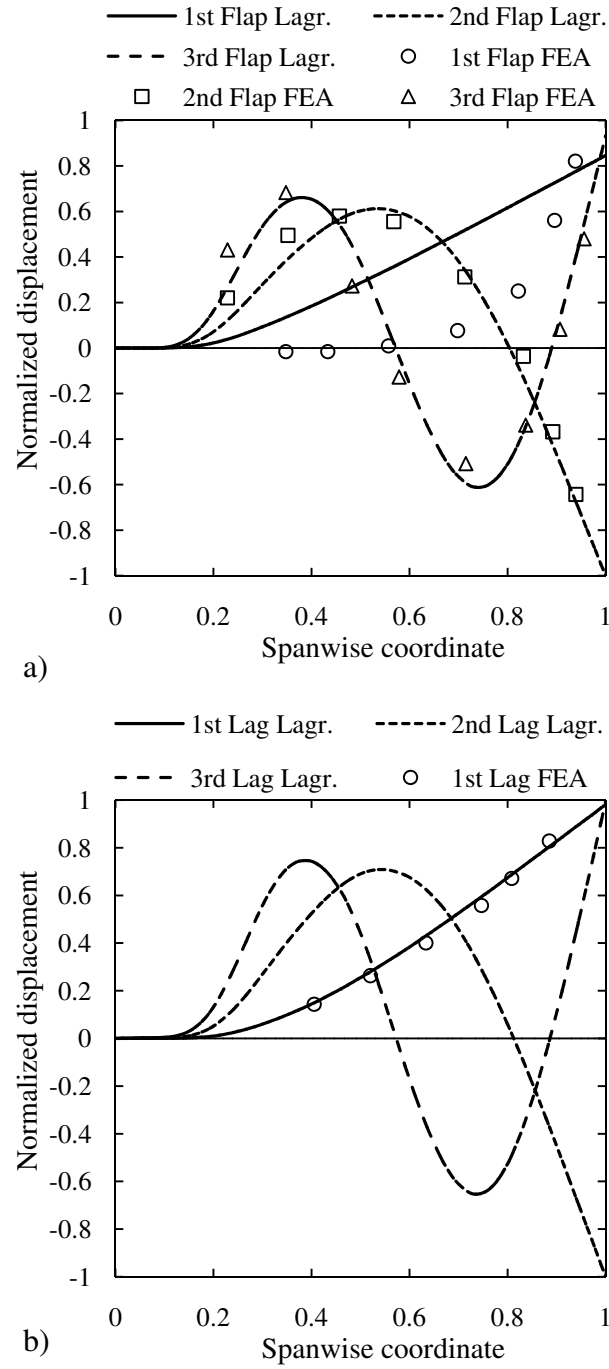 1st Flap Lagr. 2nd Flap Lagr.
3rd Flap Lagr. 1st Flap FEA
2nd Flap FEA 3rd Flap FEA
Normalized displacement
1
0.8
0.6
0.4
0.2
0
-0.2
-0.4
-0.6
-0.8
-1
0 0.2 0.4 0.6 0.8 1
Spanwise coordinate
a)
1st Lag Lagr. 2nd Lag Lagr.
3rd Lag Lagr. 1st Lag FEA
Normalized displacement
1
0.8
0.6
0.4
0.2
0
-0.2
-0.4
-0.6
-0.8
-1
0 0.2 0.4 0.6 0.8 1
Spanwise coordinate
b)